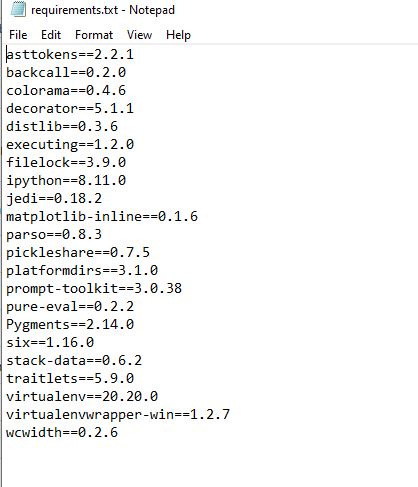 requirements.txt - Notepad
File Edit Format View Help
asttokens==2.2.1
backcall==0.2.0
colorama==0.4.6
decorator==5.1.1
distlib==0.3.6
executing==1.2.0
filelock==3.9.0
ipython==8.11.0
jedi==0.18.2
matplotlib-inline==0.1.6
parso==0.8.3
pickleshare==0.7.5
platformdirs==3.1.0
prompt-toolkit==3.0.38
pure-eval==0.2.2
Pygments==2.14.0
six==1.16.0
stack-data==0.6.2
traitlets==5.9.0
virtualenv==20.20.0
virtualenvwrapper-win==1.2.7
wcwidth==0.2.6